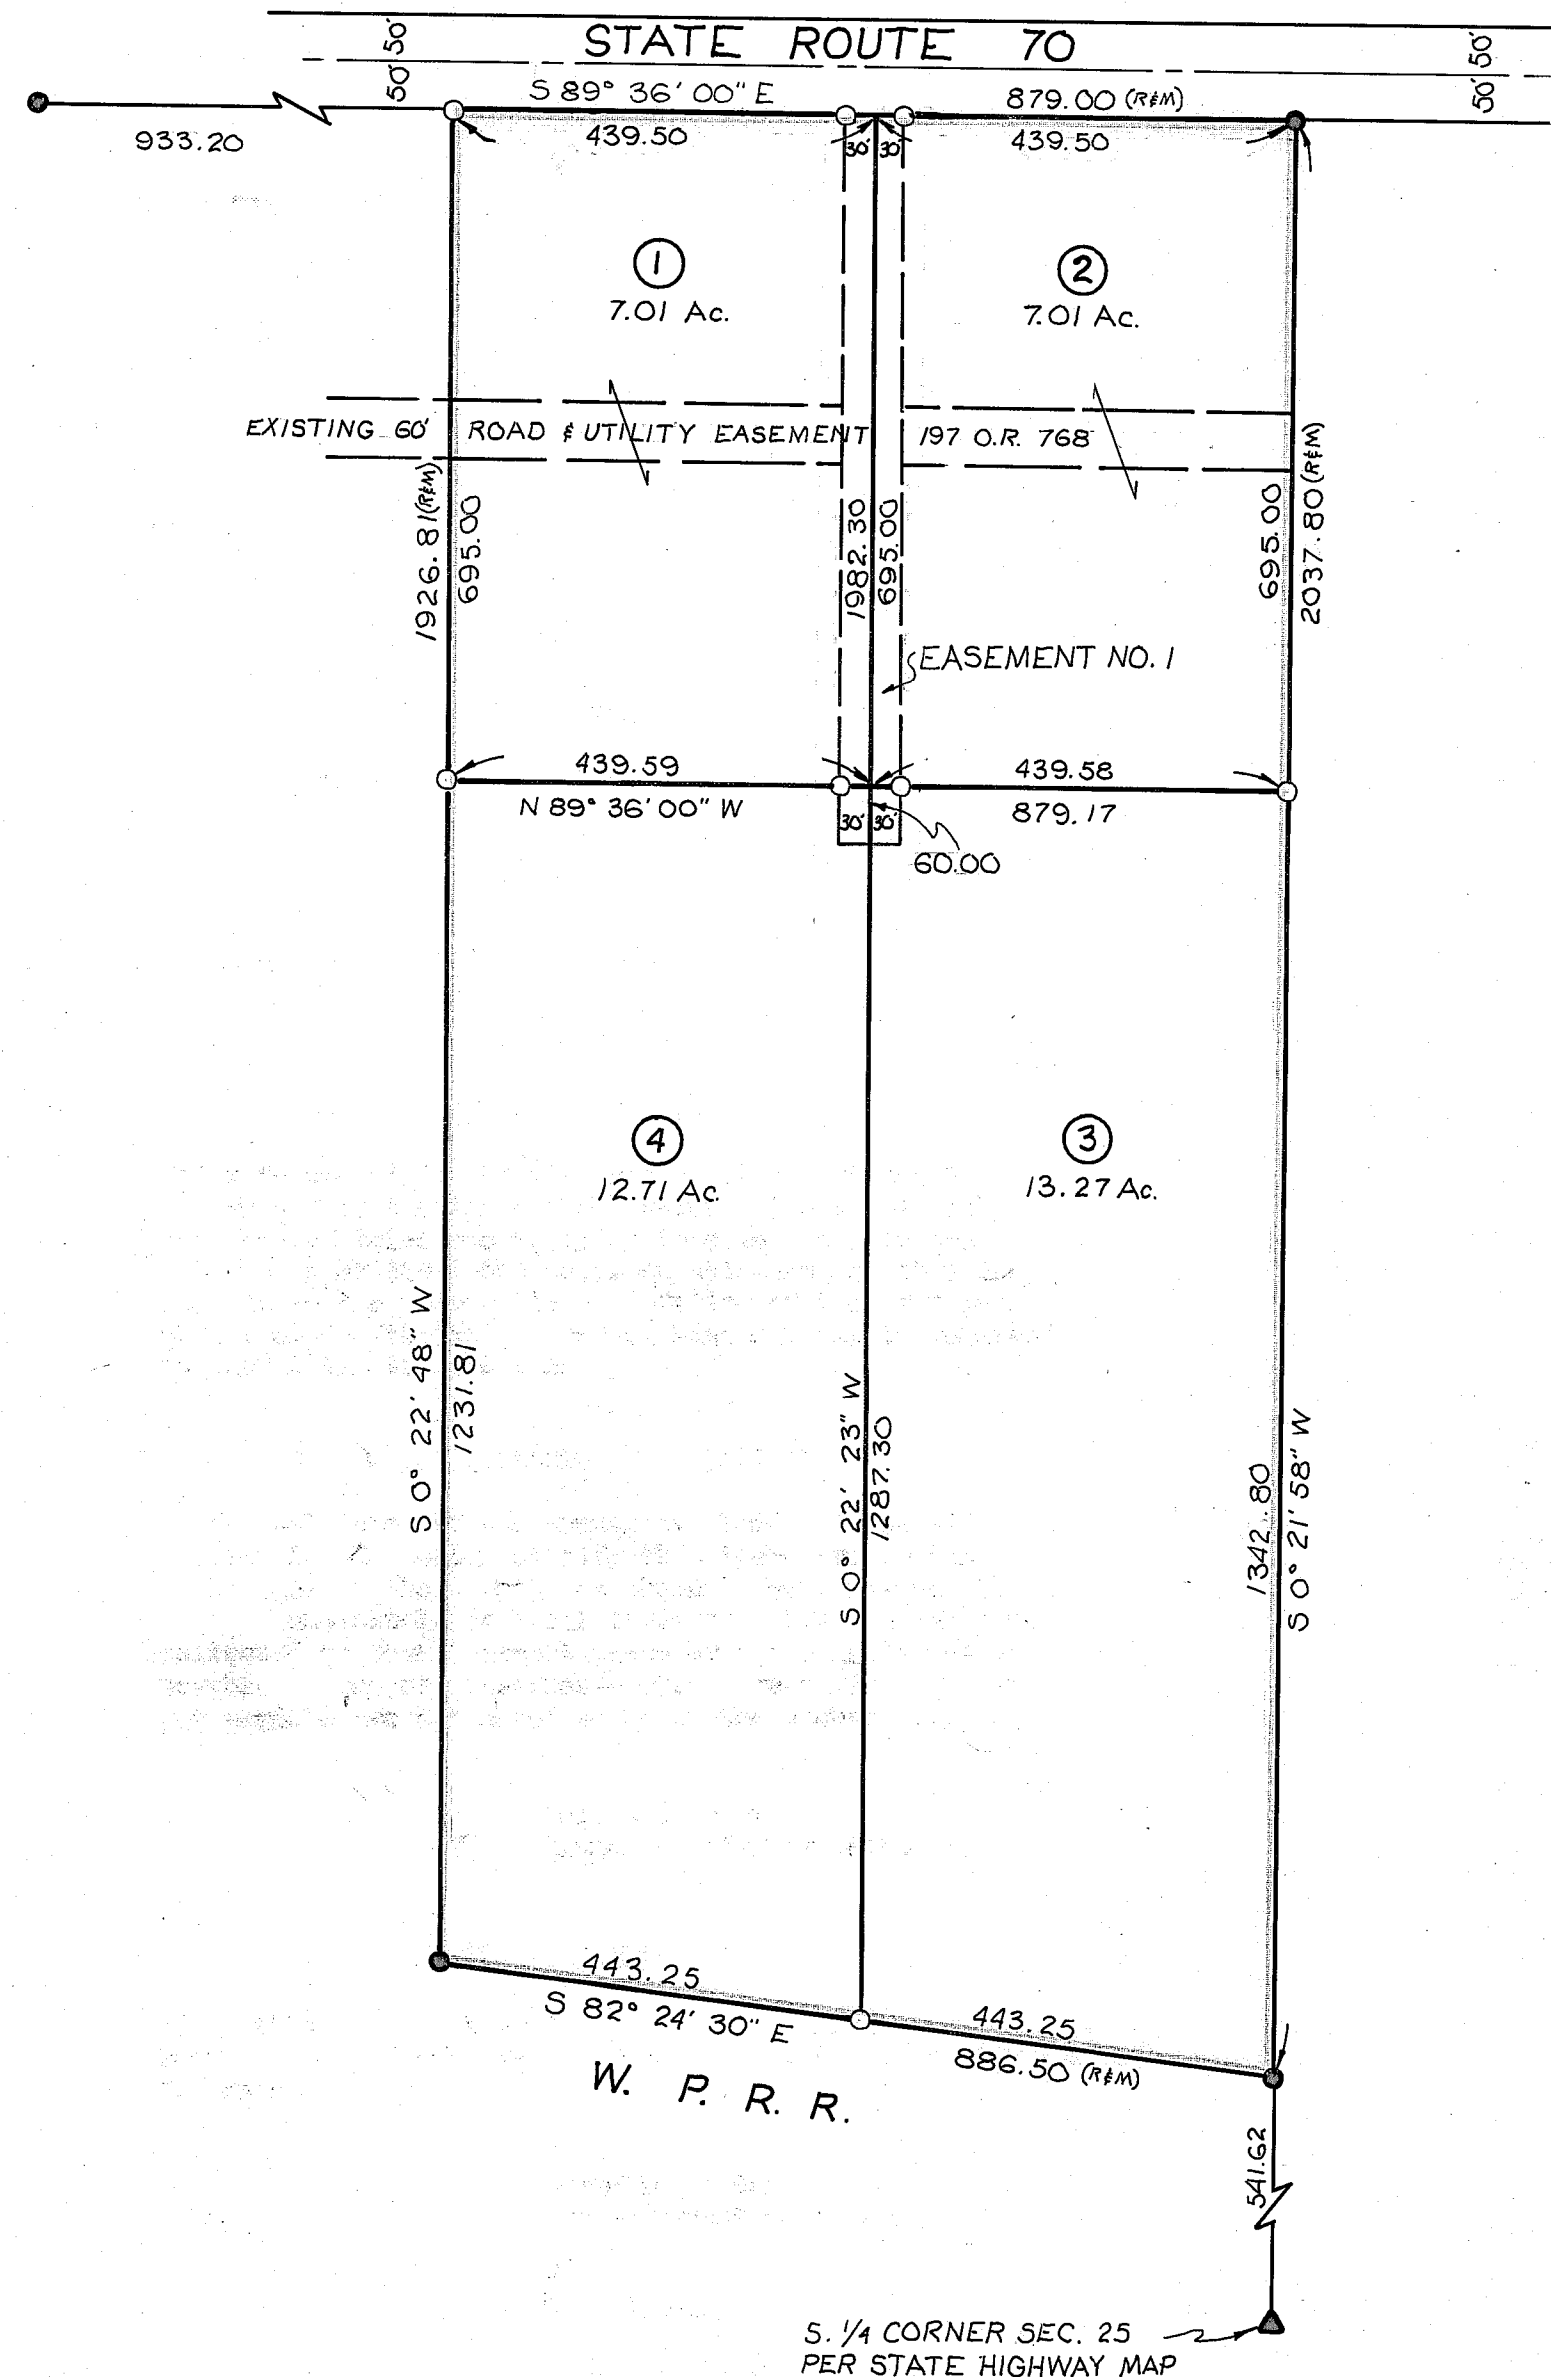 STATE ROUTE 70
50' 50'
50' 50'
S 89° 36' 00" E
879.00 (R&M)
933.20
439.50
30' 30'
439.50
1
7.01 Ac.
2
7.01 Ac.
EXISTING 60' ROAD & UTILITY EASEMENT 197 O.R. 768
1926.81 (R&M)
695.00
1982.30
695.00
695.00
2037.80 (R&M)
EASEMENT NO. 1
439.59
439.58
N 89° 36' 00" W
879.17
30' 30'
60.00
4
12.71 Ac.
3
13.27 Ac.
S 0° 22' 48" W
1231.81
S 0° 22' 23" W
1287.30
1342.80
S 0° 21' 58" W
443.25
S 82° 24' 30" E
443.25
886.50 (R&M)
W. P. R. R.
541.62
S. 1/4 CORNER SEC. 25
PER STATE HIGHWAY MAP